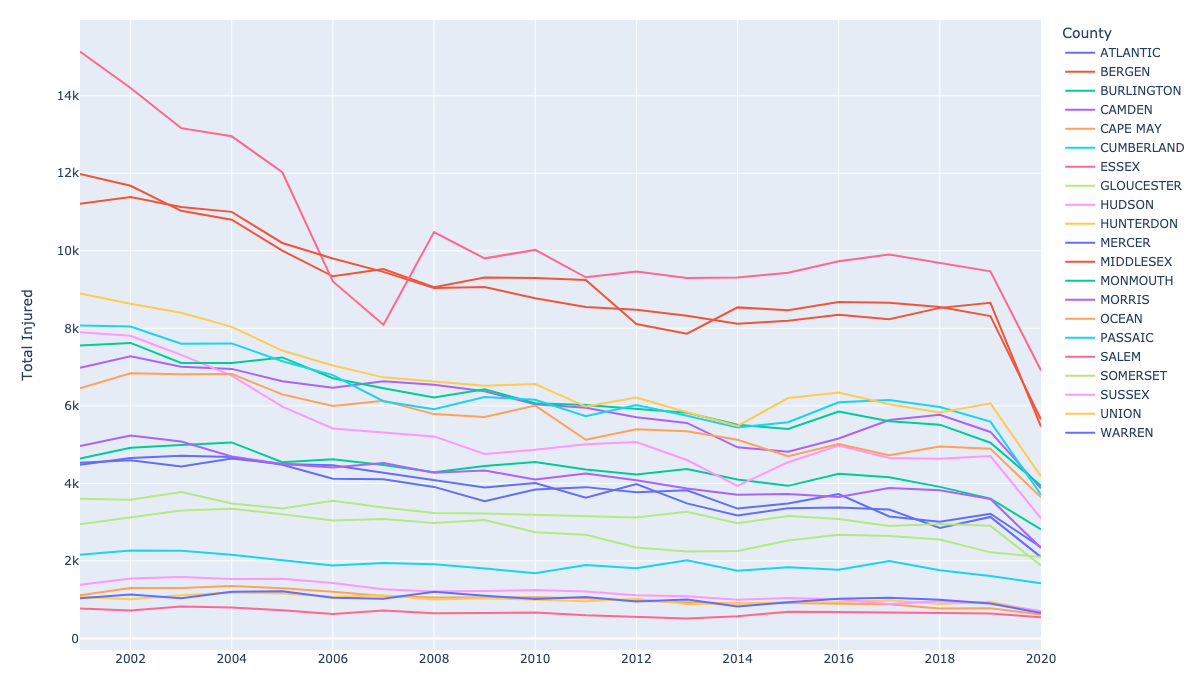 County
ATLANTIC
BERGEN
BURLINGTON
CAMDEN
CAPE MAY
CUMBERLAND
ESSEX
GLOUCESTER
HUDSON
HUNTERDON
MERCER
MIDDLESEX
MONMOUTH
MORRIS
OCEAN
PASSAIC
SALEM
SOMERSET
SUSSEX
UNION
WARREN
Total Injured
14k
12k
10k
8k
6k
4k
2k
0
2002 2004 2006 2008 2010 2012 2014 2016 2018 2020